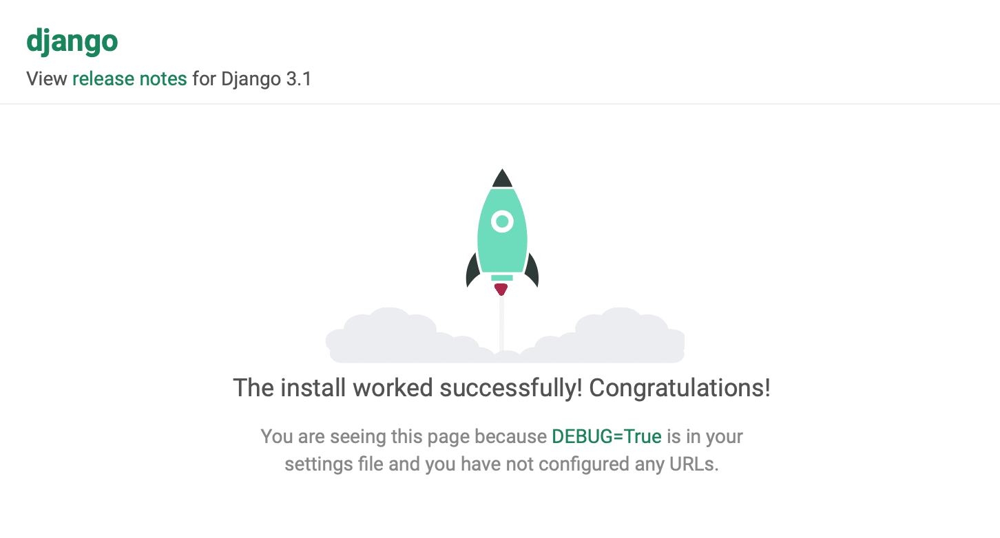 django
View release notes for Django 3.1
The install worked successfully! Congratulations!
You are seeing this page because DEBUG=True is in your
settings file and you have not configured any URLs.